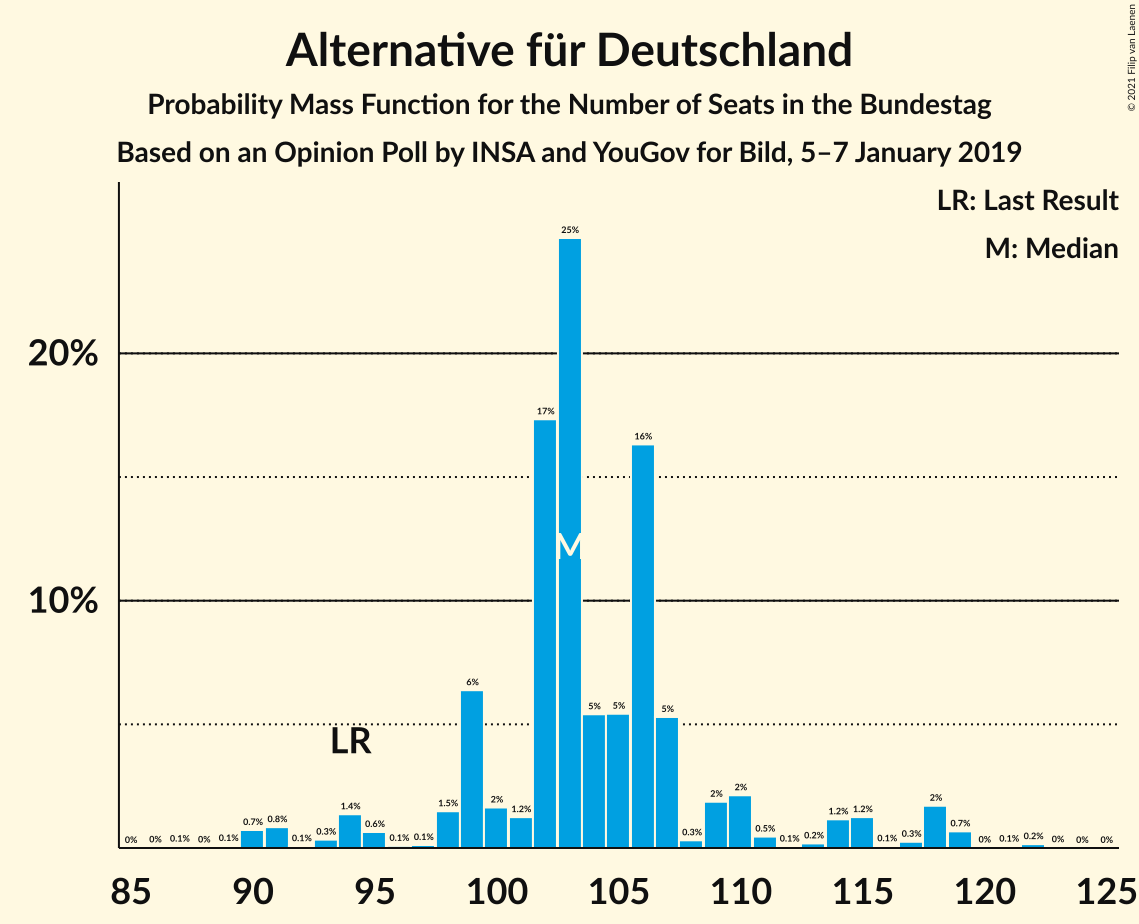 © 2021 Filip van Laenen
Alternative für Deutschland
Probability Mass Function for the Number of Seats in the Bundestag
Based on an Opinion Poll by INSA and YouGov for Bild, 5–7 January 2019
LR: Last Result
M: Median
20%
10%
0% 0% 0.1% 0% 0.1% 0.7% 0.8% 0.1% 0.3% 1.4% 0.6% 0.1% 0.1% 1.5% 6% 2% 1.2% 17% 25% 5% 5% 16% 5% 0.3% 2% 2% 0.5% 0.1% 0.2% 1.2% 1.2% 0.1% 0.3% 2% 0.7% 0% 0.1% 0.2% 0% 0% 0%
M
LR
85 90 95 100 105 110 115 120 125